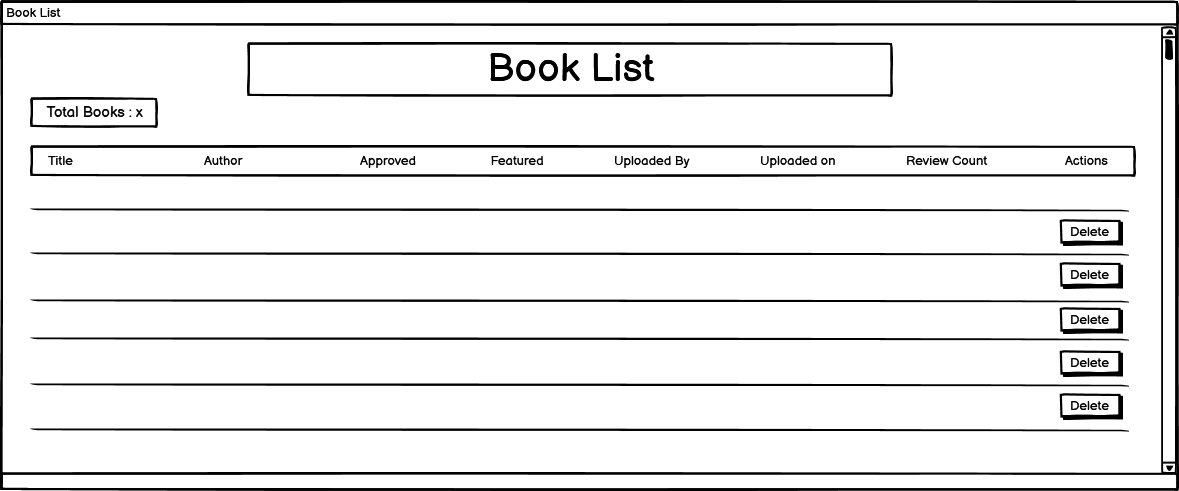 Book List
Book List
Total Books : x
Title Author Approved Featured Uploaded By Uploaded on Review Count Actions
Delete
Delete
Delete
Delete
Delete